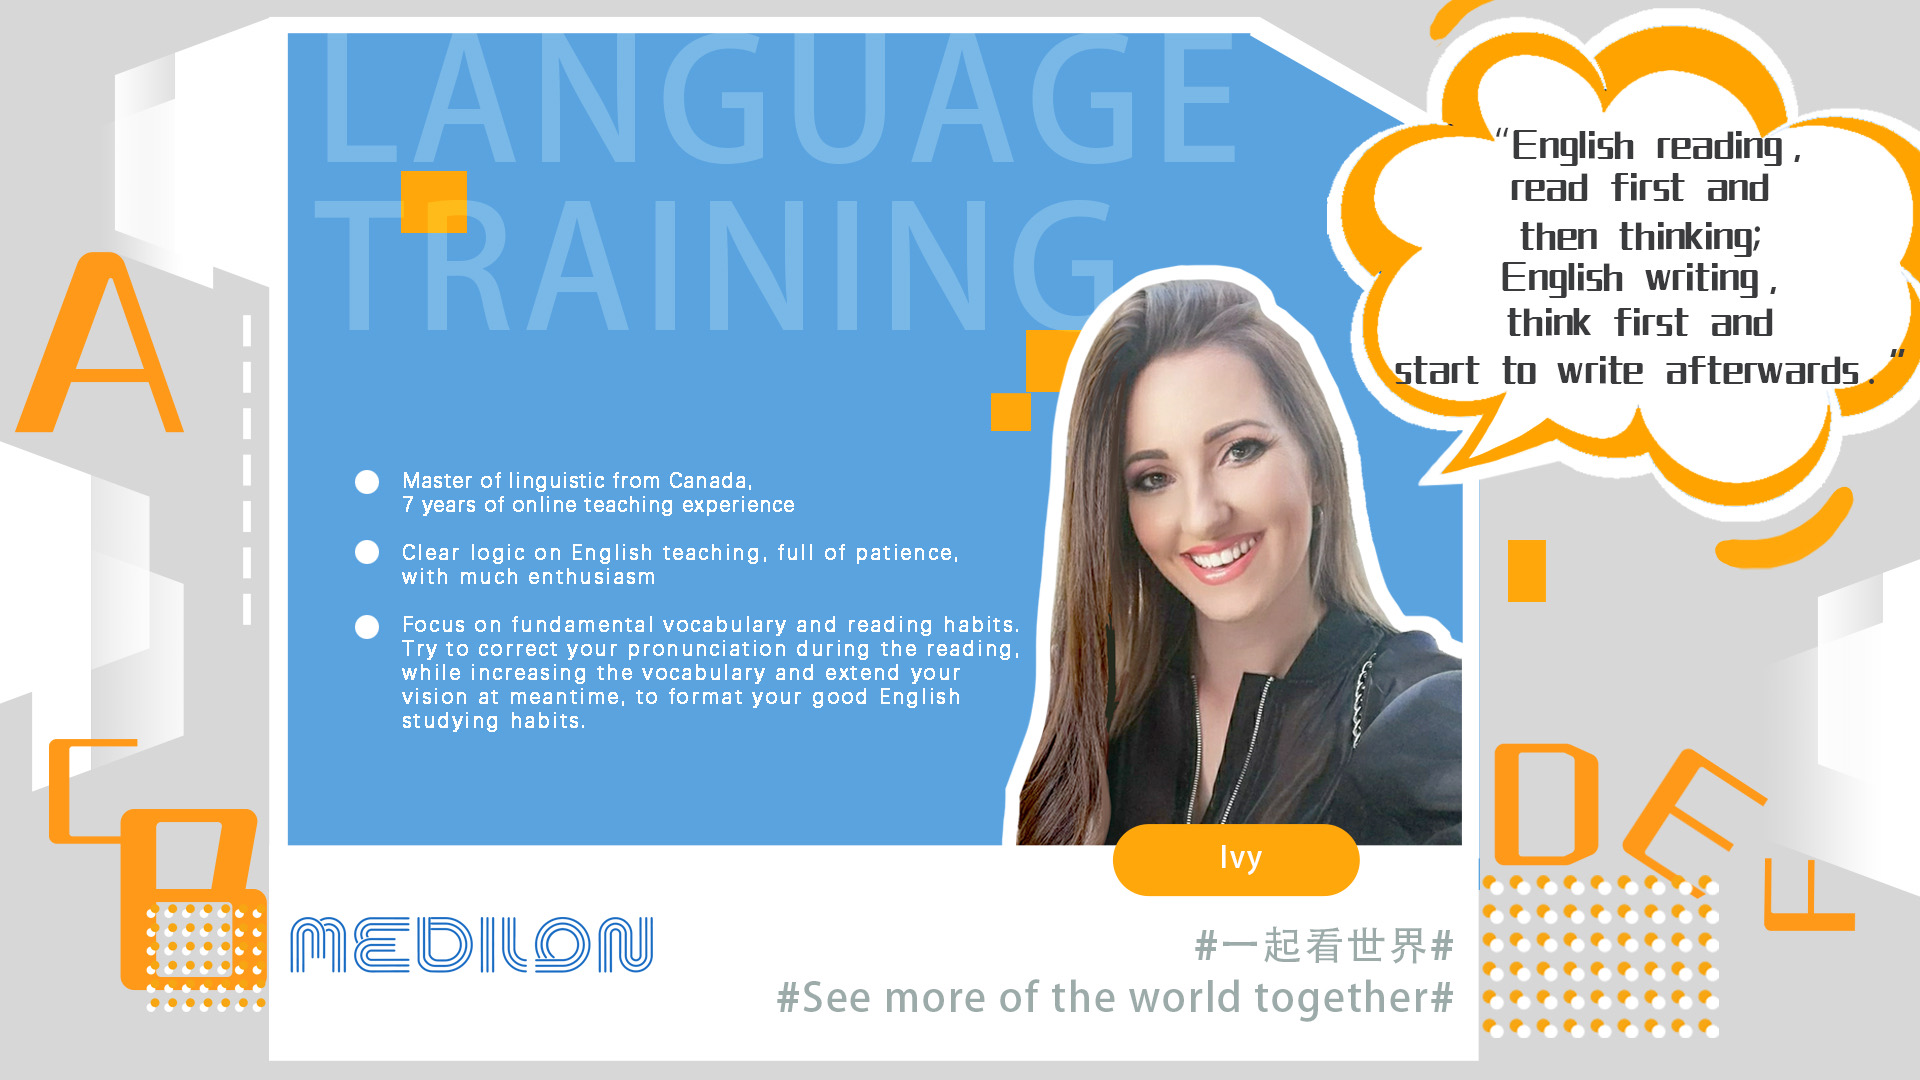 LANGUAGE
TRAINING
“English reading,
read first and
then thinking;
English writing,
think first and
start to write afterwards.“
A
Master of linguistic from Canada,
7 years of online teaching experience
Clear logic on English teaching, full of patience,
with much enthusiasm
Focus on fundamental vocabulary and reading habits.
Try to correct your pronunciation during the reading,
while increasing the vocabulary and extend your
vision at meantime, to format your good English
studying habits.
C
B
D
E
F
Ivy
MEDILON
#一起看世界#
#See more of the world together#